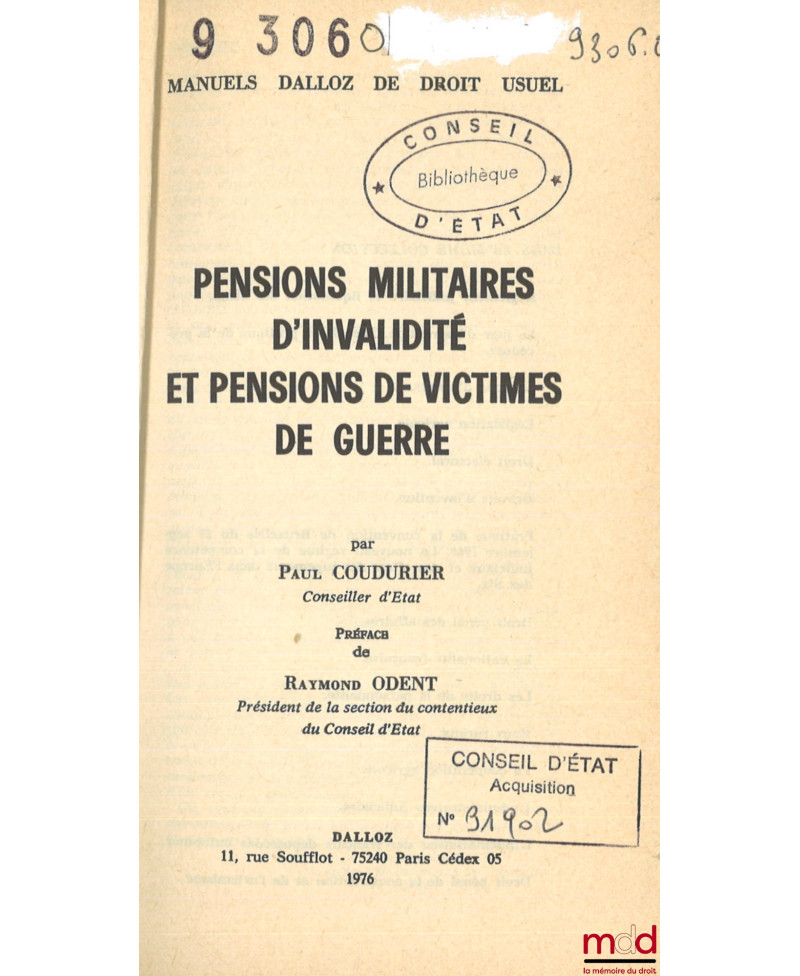 9 3060
9306.0
MANUELS DALLOZ DE DROIT USUEL
CONSEIL
Bibliothèque
D'ÉTAT
PENSIONS MILITAIRES
D'INVALIDITÉ
ET PENSIONS DE VICTIMES
DE GUERRE
par
PAUL COUDURIER
Conseiller d'Etat
PRÉFACE
de
RAYMOND ODENT
Président de la section du contentieux
du Conseil d'Etat
CONSEIL D'ÉTAT
Acquisition
N° 31902
DALLOZ
11, rue Soufflot - 75240 Paris Cédex 05
1976
mdd
la mémoire du droit